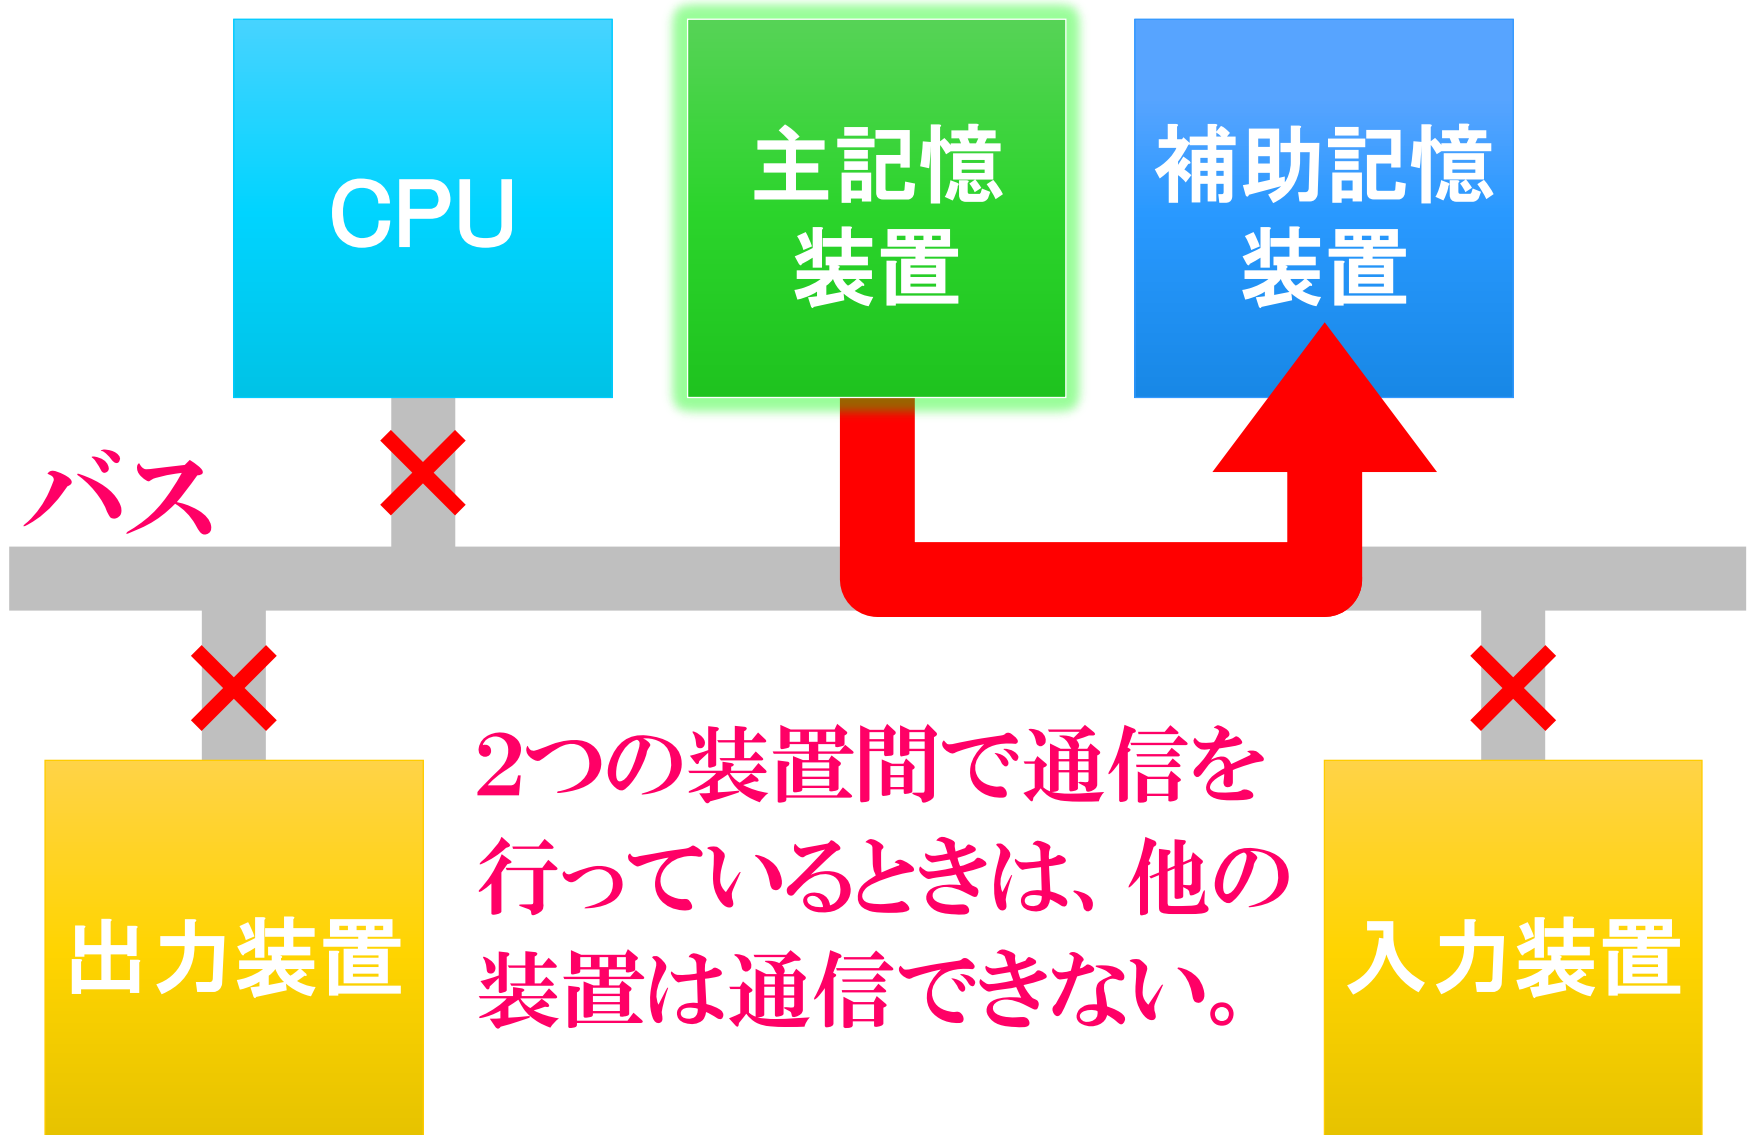 CPU
主記憶
装置
補助記憶
装置
バス
2つの装置間で通信を
行っているときは、他の
装置は通信できない。
出力装置
入力装置